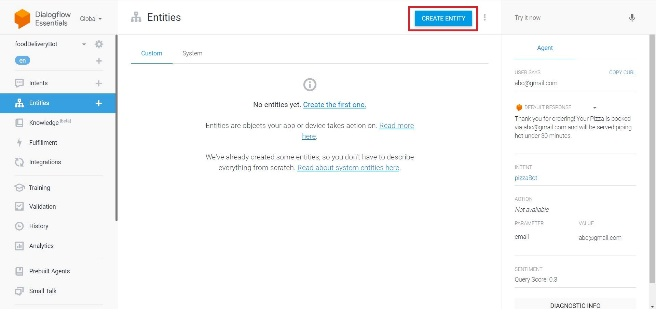 Dialogflow
Essentials
Global
Entities
CREATE ENTITY
Try it now
foodDeliveryBot
en
Custom
System
Agent
Intents
Entities
Knowledge [beta]
Fulfillment
Integrations
Training
Validation
History
Analytics
Prebuilt Agents
Small Talk
No entities yet. Create the first one.
Entities are objects your app or device takes action on. Read more
here.
We've already created some entities, so you don't have to describe
everything from scratch. Read about system entities here.
USER SAYS
COPY CURL
abc@gmail.com
DEFAULT RESPONSE
Thank you for ordering! Your Pizza is booked
via abc@gmail.com and will be served piping
hot under 30 minutes.
INTENT
pizzaBot
ACTION
Not available
PARAMETER
VALUE
email
abc@gmail.com
SENTIMENT
Query Score: 0.3
DIAGNOSTIC INFO